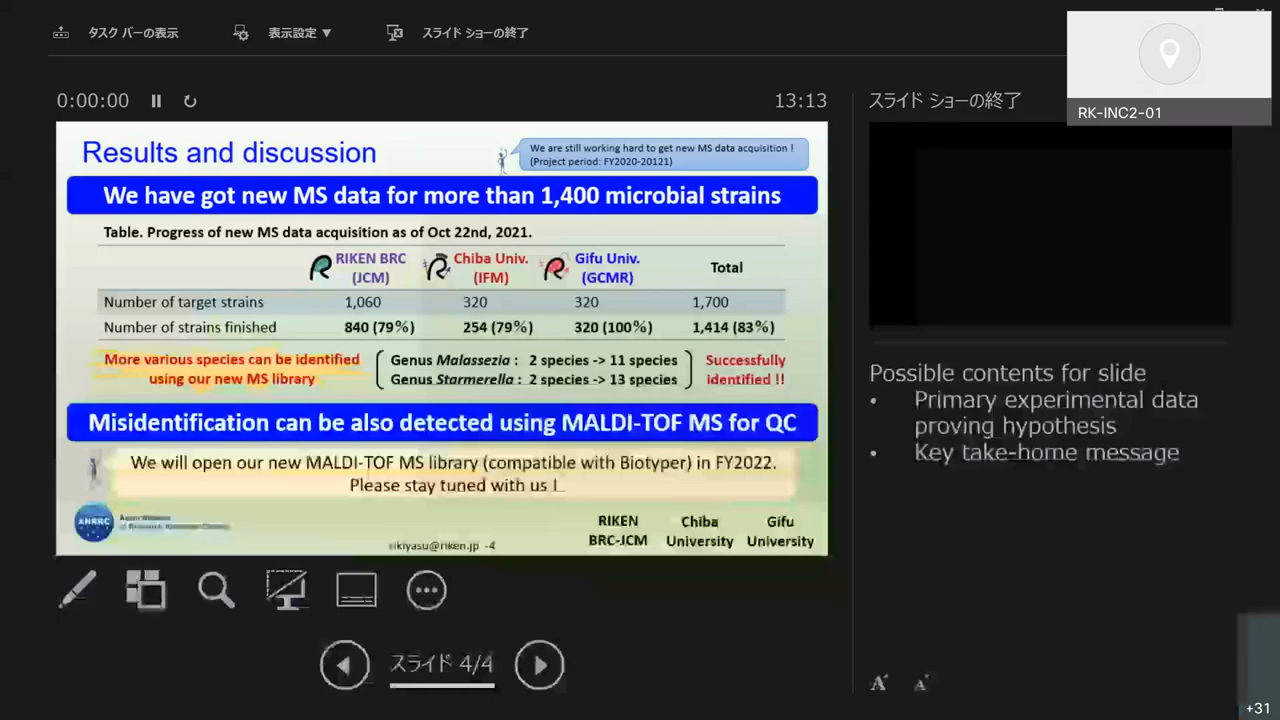 タスク バーの表示
表示設定 ▼
スライド ショーの終了
0:00:00
13:13
スライド ショーの終了
RK-INC2-01
Results and discussion
We are still working hard to get new MS data acquisition !
(Project period: FY2020-20121)
We have got new MS data for more than 1,400 microbial strains
Table. Progress of new MS data acquisition as of Oct 22nd, 2021.
RIKEN BRC (JCM)
Chiba Univ. (IFM)
Gifu Univ. (GCMR)
Total
Number of target strains 1,060 320 320 1,700
Number of strains finished 840 (79%) 254 (79%) 320 (100%) 1,414 (83%)
More various species can be identified
using our new MS library
Genus Malassezia : 2 species -> 11 species
Genus Starmerella : 2 species -> 13 species
Successfully
identified !!
Misidentification can be also detected using MALDI-TOF MS for QC
We will open our new MALDI-TOF MS library (compatible with Biotyper) in FY2022.
Please stay tuned with us !
ANRRC
rikiyasu@riken.jp -4
RIKEN
BRC-JCM
Chiba
University
Gifu
University
Possible contents for slide
• Primary experimental data
proving hypothesis
• Key take-home message
スライド 4/4
A A
+31